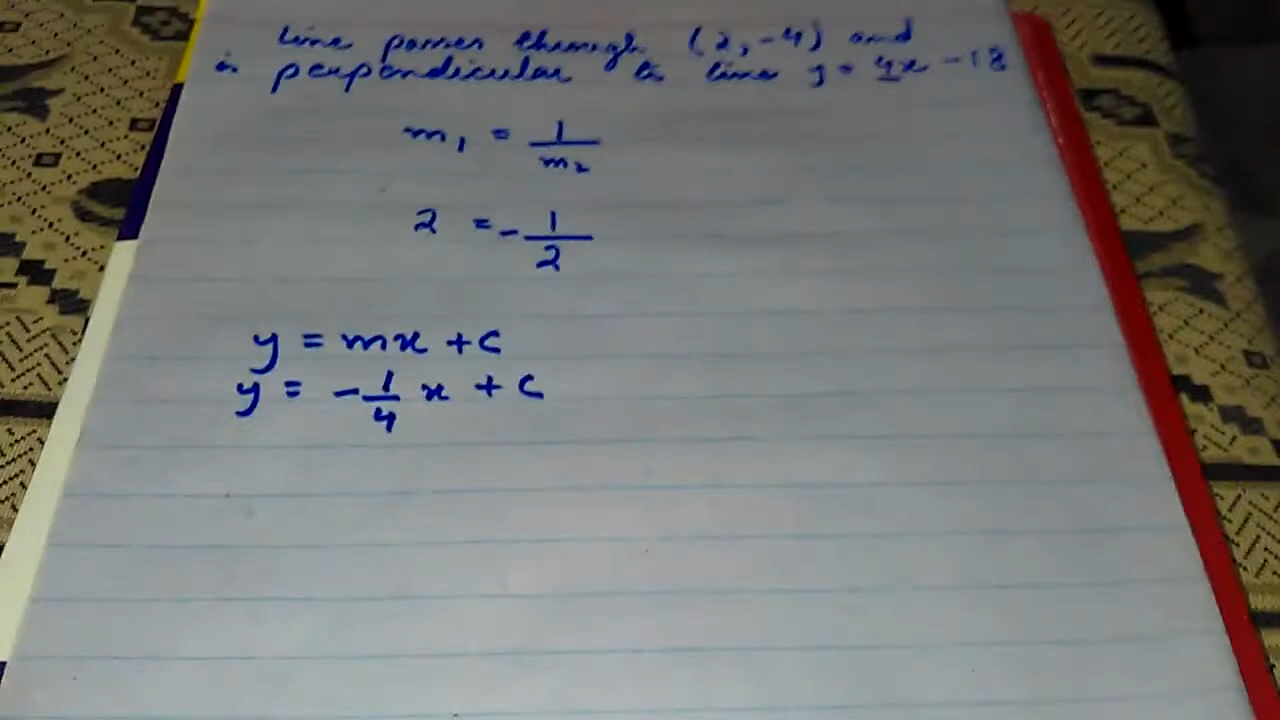 line passes through (2, -4) and
is perpendicular to line y = 4x - 18
m₁ = 1/m₂
2 = - 1/2
y = mx + c
y = - 1/4 x + c